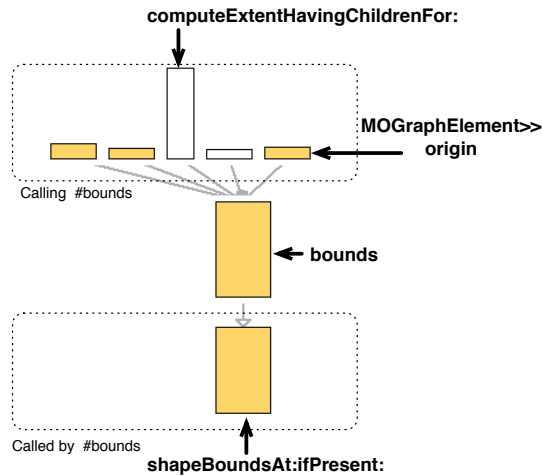 computeExtentHavingChildrenFor:
MOGraphElement>>
origin
Calling #bounds
bounds
Called by #bounds
shapeBoundsAt:ifPresent: